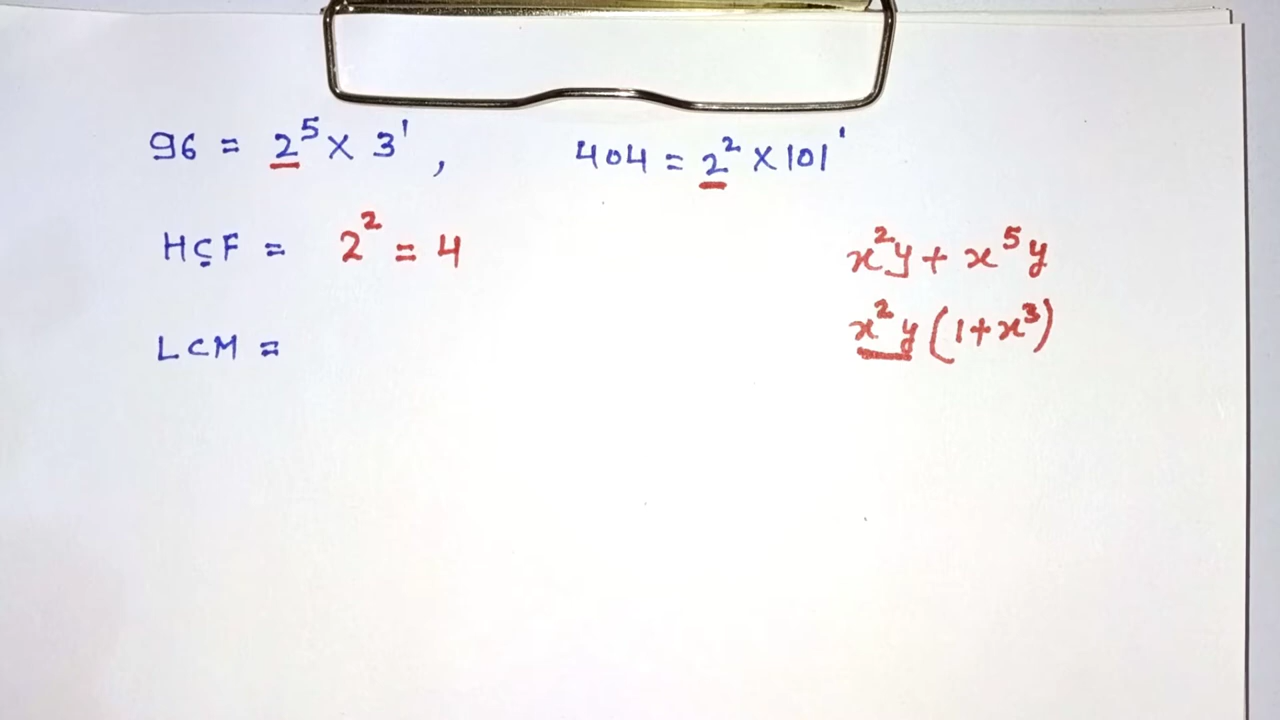 96 = 2⁵ × 3¹ , 404 = 2² × 101¹
HCF = 2² = 4
x²y + x⁵y
LCM =
x²y(1+x³)